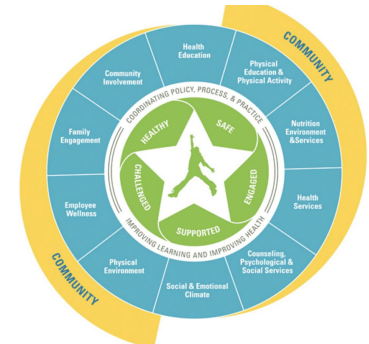 COMMUNITY
Health
Education
Physical
Education &
Physical Activity
Nutrition
Environment
&Services
Health
Services
Counseling,
Psychological &
Social Services
Social & Emotional
Climate
Physical
Environment
Employee
Wellness
Family
Engagement
Community
Involvement
COORDINATING POLICY, PROCESS, & PRACTICE
IMPROVING LEARNING AND IMPROVING HEALTH
HEALTHY
SAFE
ENGAGED
SUPPORTED
CHALLENGED
COMMUNITY